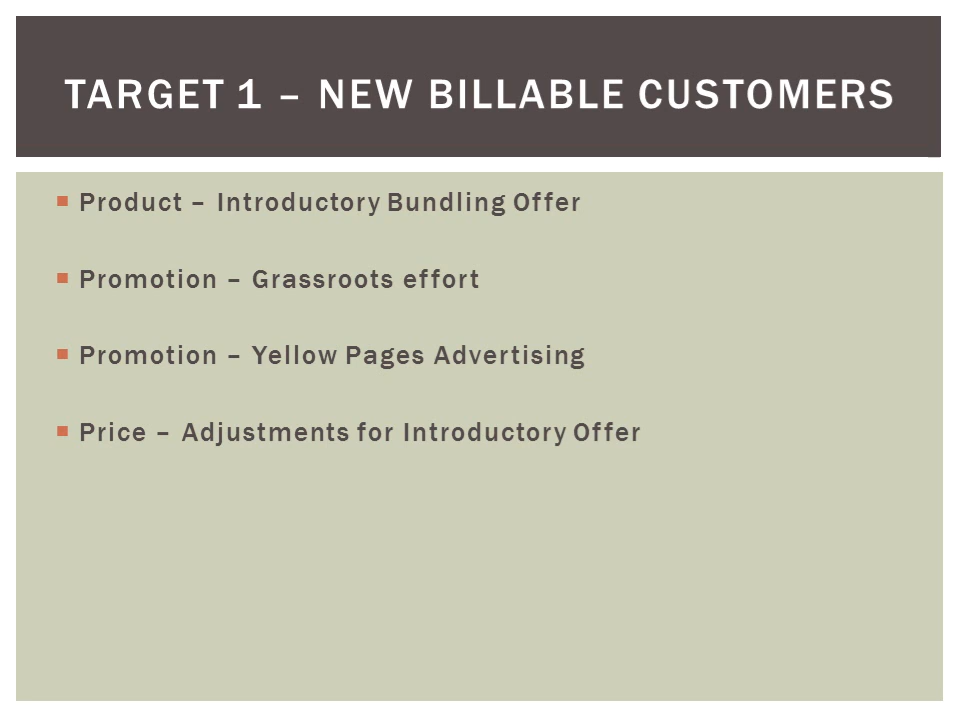 TARGET 1 – NEW BILLABLE CUSTOMERS
Product – Introductory Bundling Offer
Promotion – Grassroots effort
Promotion – Yellow Pages Advertising
Price – Adjustments for Introductory Offer